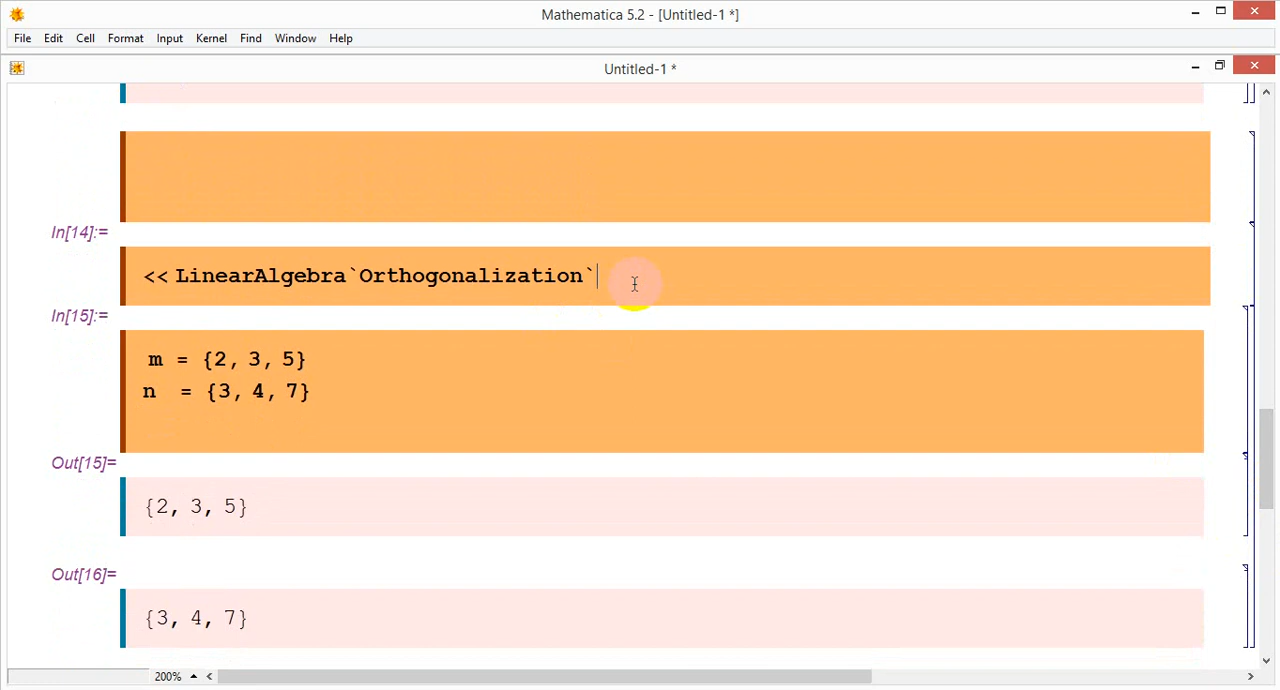 Mathematica 5.2 - [Untitled-1 *]
File Edit Cell Format Input Kernel Find Window Help
Untitled-1 *
In[14]:=
<< LinearAlgebra`Orthogonalization`
In[15]:=
m = {2, 3, 5}
n = {3, 4, 7}
Out[15]=
{2, 3, 5}
Out[16]=
{3, 4, 7}
200%